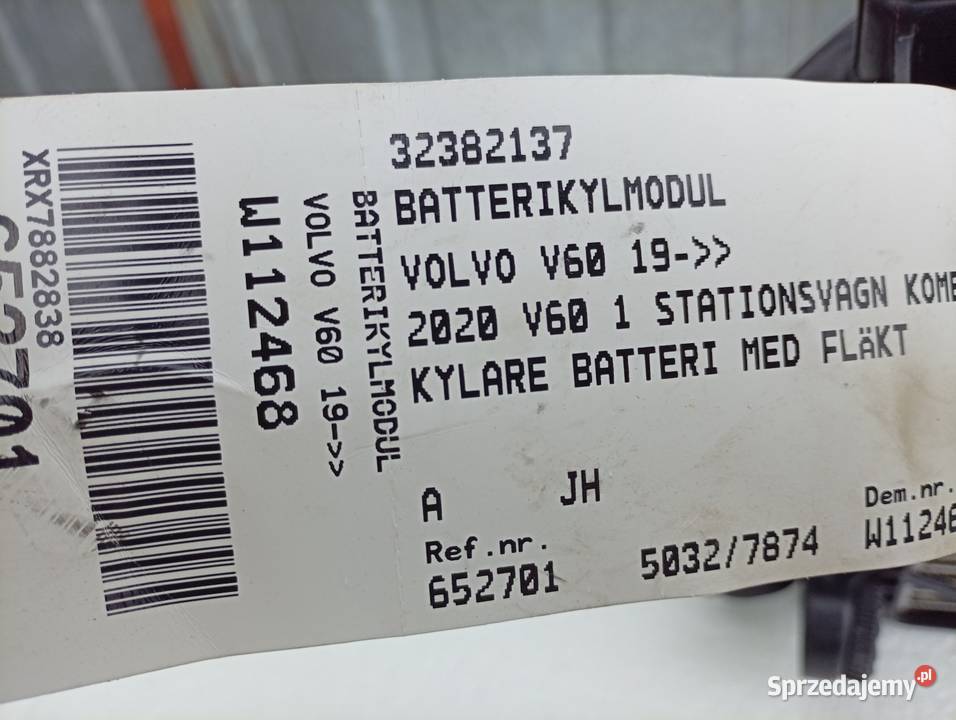 32382137
BATTERIKYLMODUL
VOLVO V60 19->>
2020 V60 1 STATIONSVAGN
KYLARE BATTERI MED FLÄKT
A JH
Ref.nr.
652701
5032/7874
Dem.nr.
BATTERIKYLMODUL
VOLVO V60 19->>
W112468
XRX7882838
652701
Sprzedajemy.pl